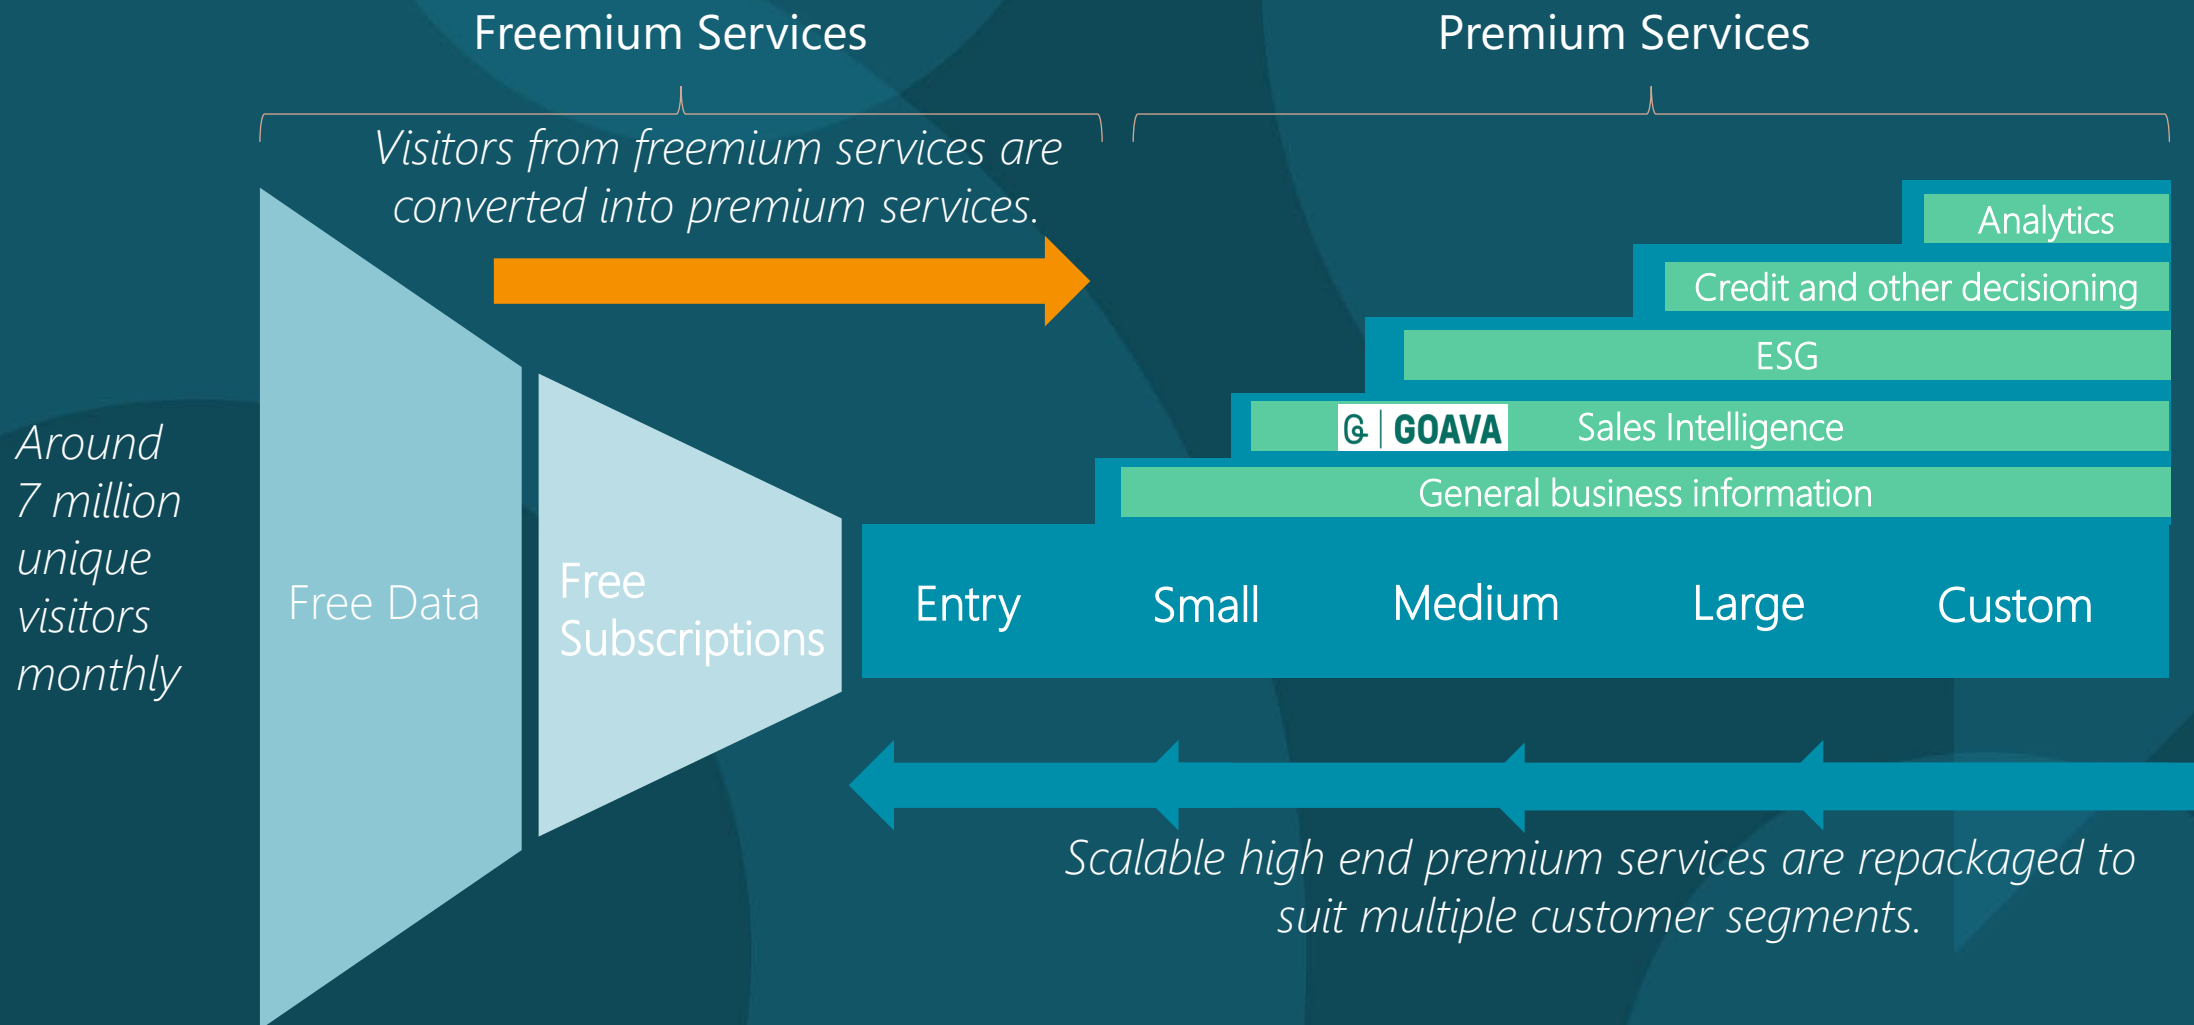 Freemium Services
Premium Services
Visitors from freemium services are
converted into premium services.
Analytics
Credit and other decisioning
ESG
GOAVA
Sales Intelligence
General business information
Around
7 million
unique
visitors
monthly
Free Data
Free
Subscriptions
Entry
Small
Medium
Large
Custom
Scalable high end premium services are repackaged to
suit multiple customer segments.